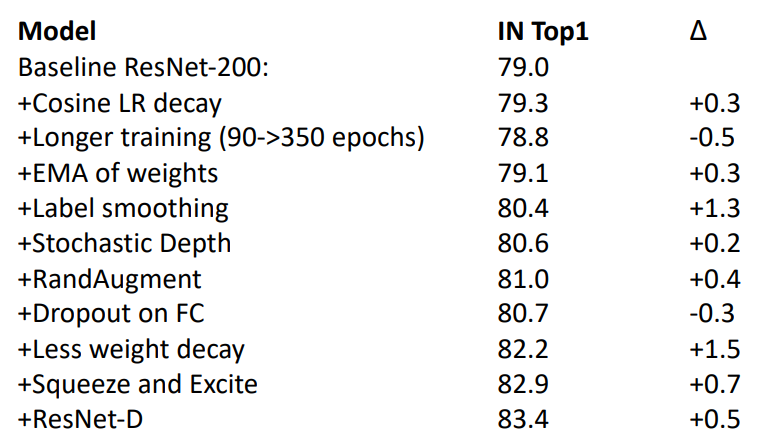 Model IN Top1 Δ
Baseline ResNet-200: 79.0
+Cosine LR decay 79.3 +0.3
+Longer training (90->350 epochs) 78.8 -0.5
+EMA of weights 79.1 +0.3
+Label smoothing 80.4 +1.3
+Stochastic Depth 80.6 +0.2
+RandAugment 81.0 +0.4
+Dropout on FC 80.7 -0.3
+Less weight decay 82.2 +1.5
+Squeeze and Excite 82.9 +0.7
+ResNet-D 83.4 +0.5